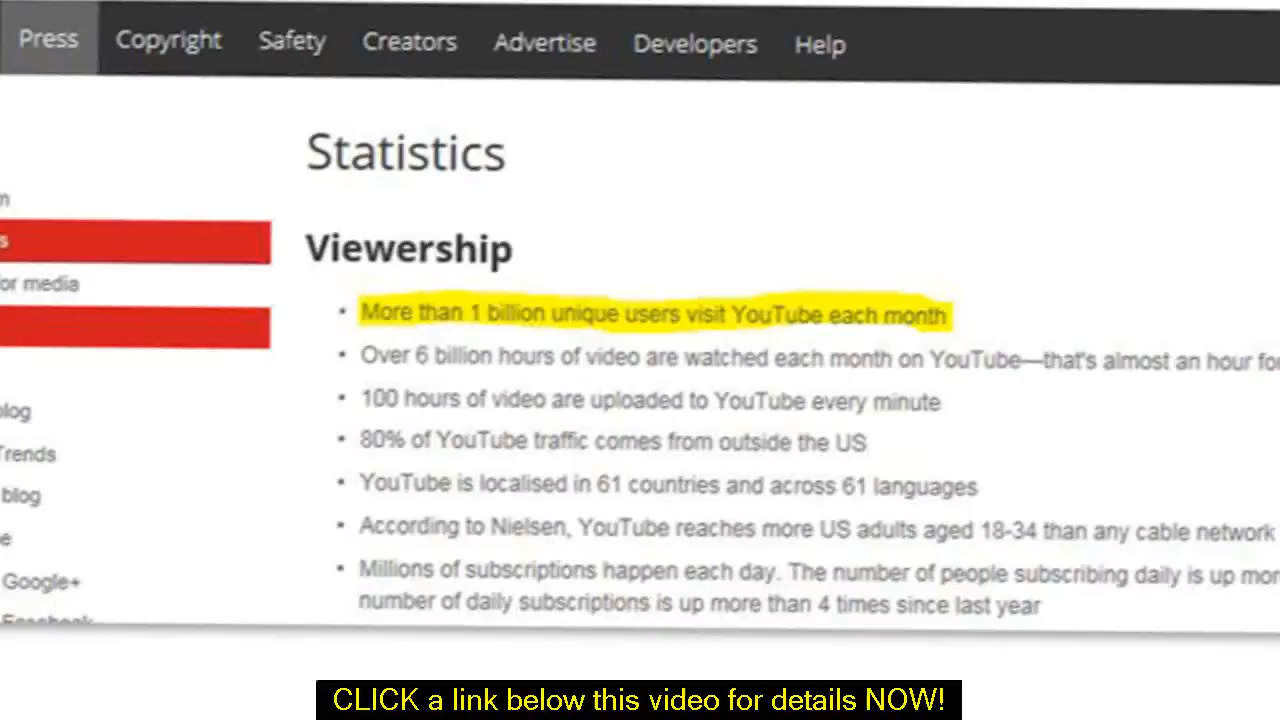 Press Copyright Safety Creators Advertise Developers Help
Statistics
Viewership
for media
• More than 1 billion unique users visit YouTube each month
• Over 6 billion hours of video are watched each month on YouTube—that's almost an hour for
• 100 hours of video are uploaded to YouTube every minute
blog
• 80% of YouTube traffic comes from outside the US
Trends
• YouTube is localised in 61 countries and across 61 languages
blog
• According to Nielsen, YouTube reaches more US adults aged 18-34 than any cable network
• Millions of subscriptions happen each day. The number of people subscribing daily is up more
number of daily subscriptions is up more than 4 times since last year
Google+
Facebook
CLICK a link below this video for details NOW!